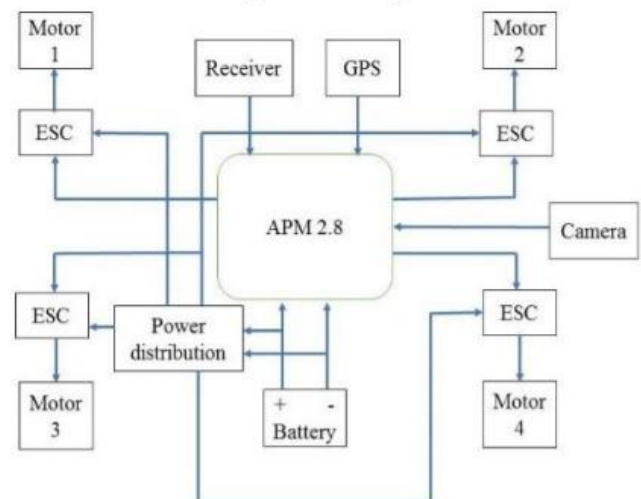 Motor
1
Receiver
GPS
Motor
2
ESC
ESC
APM 2.8
Camera
ESC
Power
distribution
ESC
Motor
3
+ -
Battery
Motor
4